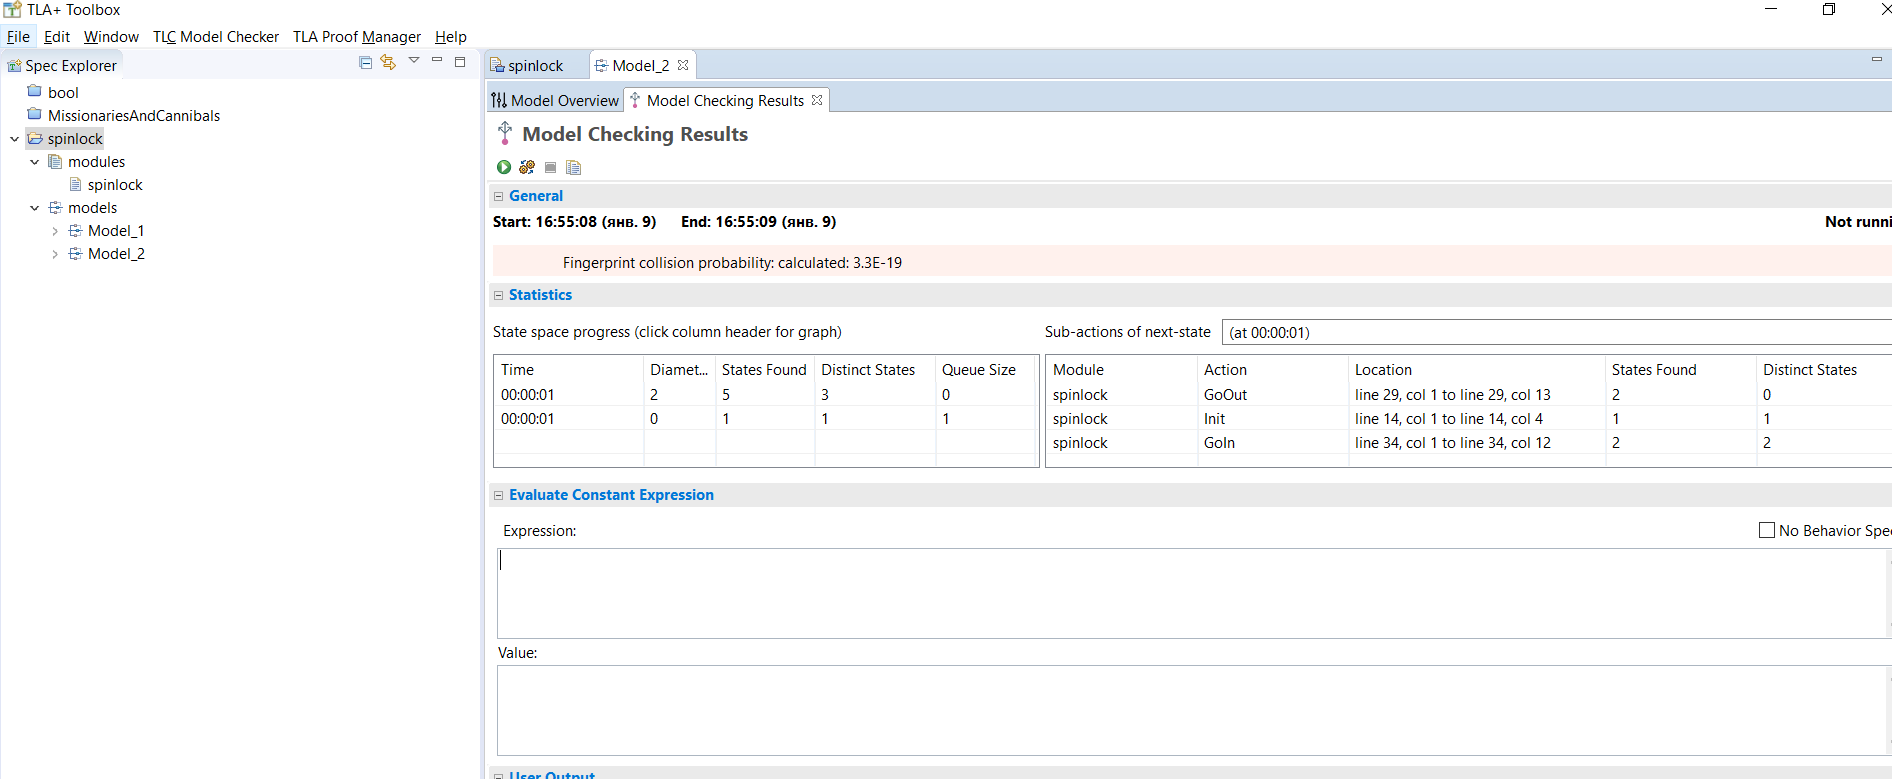 TLA+ Toolbox
File Edit Window TLC Model Checker TLA Proof Manager Help
Spec Explorer
bool
MissionariesAndCannibals
spinlock
modules
spinlock
models
Model_1
Model_2
spinlock Model_2
Model Overview Model Checking Results
Model Checking Results
General
Start: 16:55:08 (янв. 9) End: 16:55:09 (янв. 9) Not runni
Fingerprint collision probability: calculated: 3.3E-19
Statistics
State space progress (click column header for graph)
Time Diamet... States Found Distinct States Queue Size
00:00:01 2 5 3 0
00:00:01 0 1 1 1
Sub-actions of next-state (at 00:00:01)
Module Action Location States Found Distinct States
spinlock GoOut line 29, col 1 to line 29, col 13 2 0
spinlock Init line 14, col 1 to line 14, col 4 1 1
spinlock GoIn line 34, col 1 to line 34, col 12 2 2
Evaluate Constant Expression
Expression: No Behavior Spec
Value:
User Output